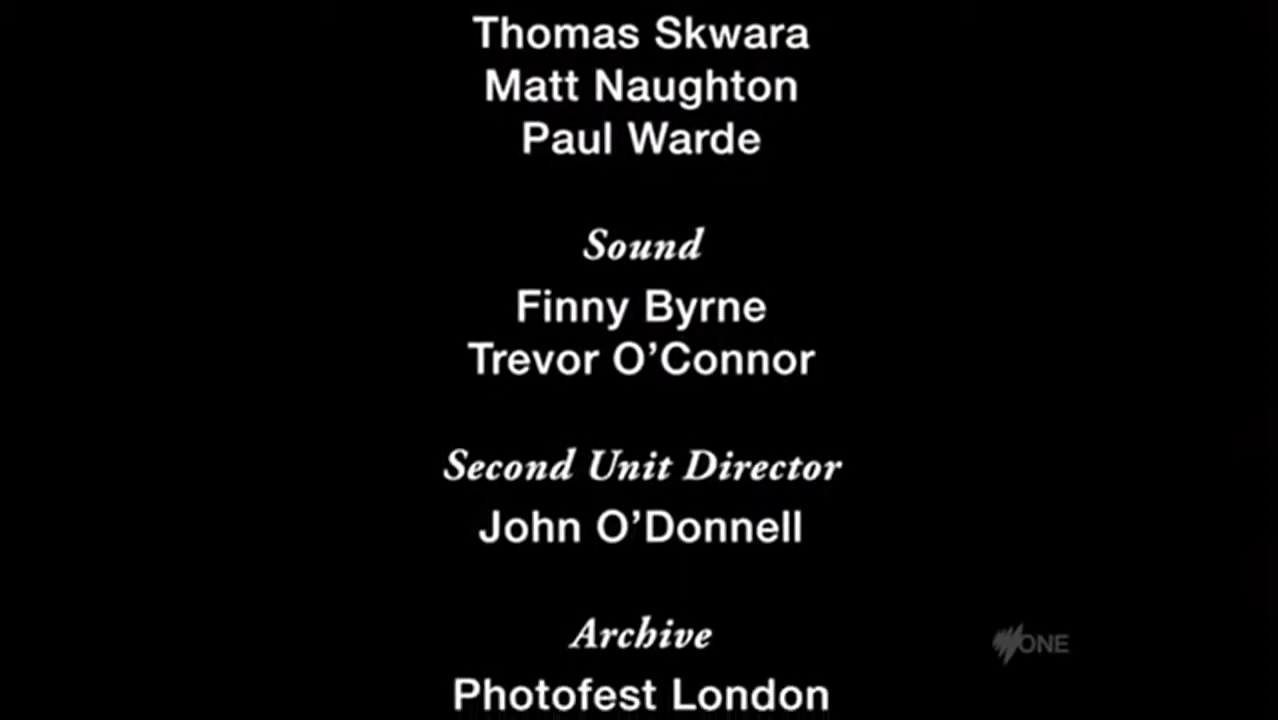 Thomas Skwara
Matt Naughton
Paul Warde
Sound
Finny Byrne
Trevor O’Connor
Second Unit Director
John O’Donnell
Archive
Photofest London
ONE